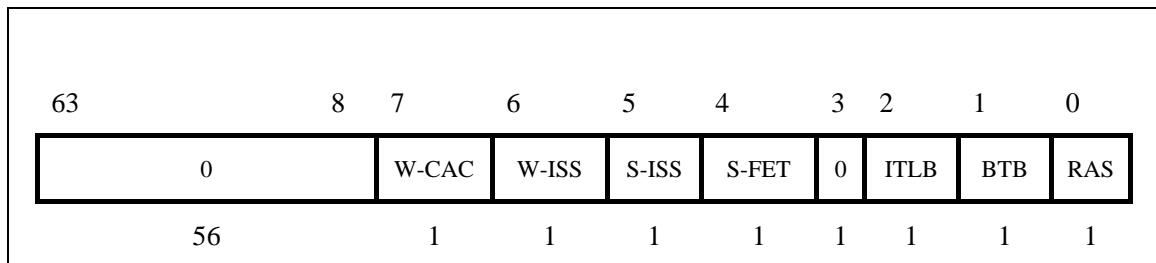 63 8 7 6 5 4 3 2 1 0
0 W-CAC W-ISS S-ISS S-FET 0 ITLB BTB RAS
56 1 1 1 1 1 1 1 1